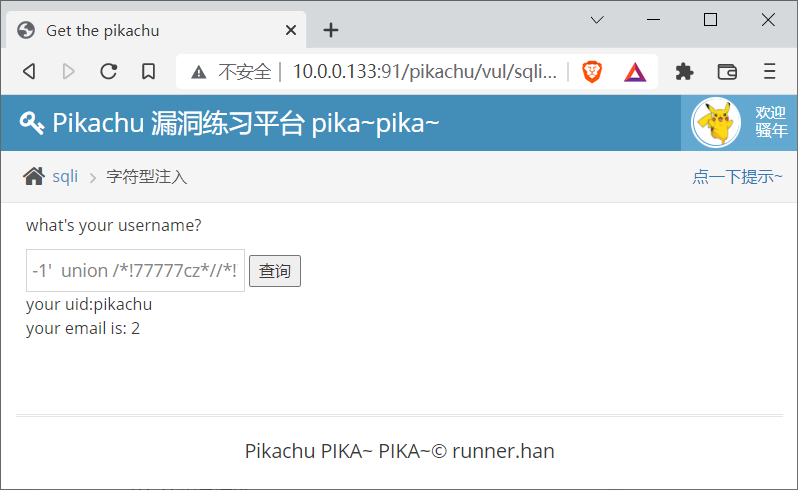 Get the pikachu
不安全 | 10.0.0.133:91/pikachu/vul/sqli...
Pikachu 漏洞练习平台 pika~pika~
欢迎
骚年
sqli > 字符型注入
点一下提示~
what's your username?
-1'  union /*!77777cz*//*!
查询
your uid:pikachu
your email is: 2
Pikachu PIKA~ PIKA~© runner.han